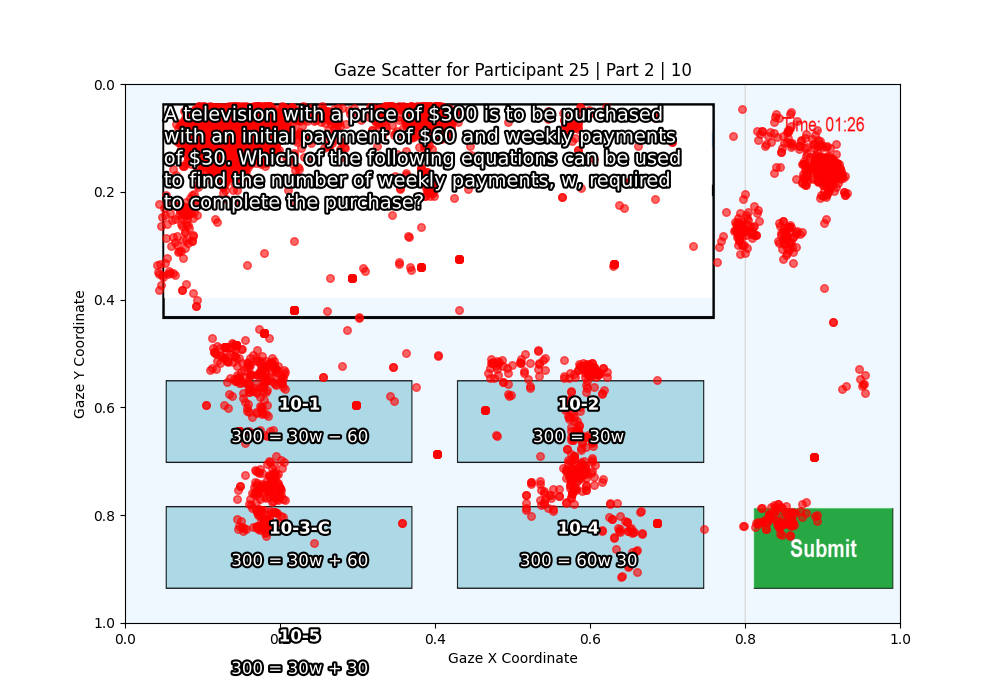 Gaze Scatter for Participant 25 | Part 2 | 10
A television with a price of $300 is to be purchased
with an initial payment of $60 and weekly payments
of $30. Which of the following equations can be used
to find the number of weekly payments, w, required
to complete the purchase?
Time: 01:26
10-1
300 = 30w − 60
10-2
300 = 30w
10-3-C
300 = 30w + 60
10-4
300 = 60w 30
Submit
10-5
300 = 30w + 30
Gaze Y Coordinate
0.0
0.2
0.4
0.6
0.8
1.0
0.0 0.2 0.4 0.6 0.8 1.0
Gaze X Coordinate